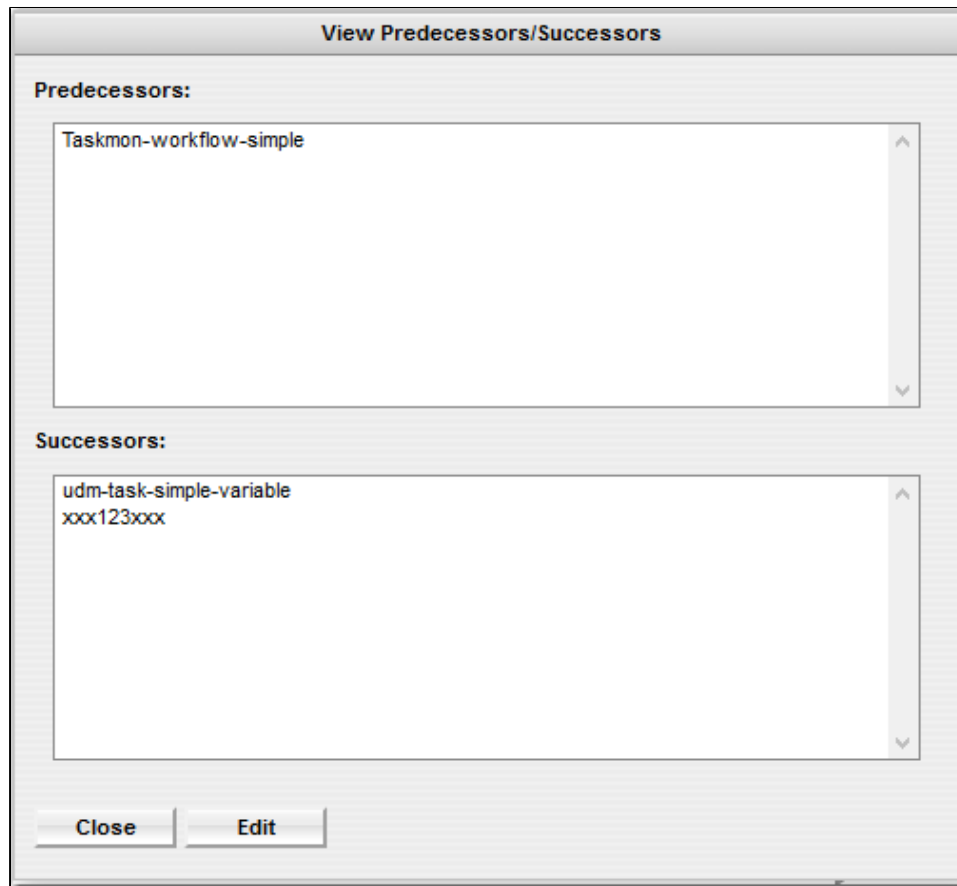 View Predecessors/Successors
Predecessors:
Taskmon-workflow-simple
Successors:
udm-task-simple-variable
xxx123xxx
Close
Edit